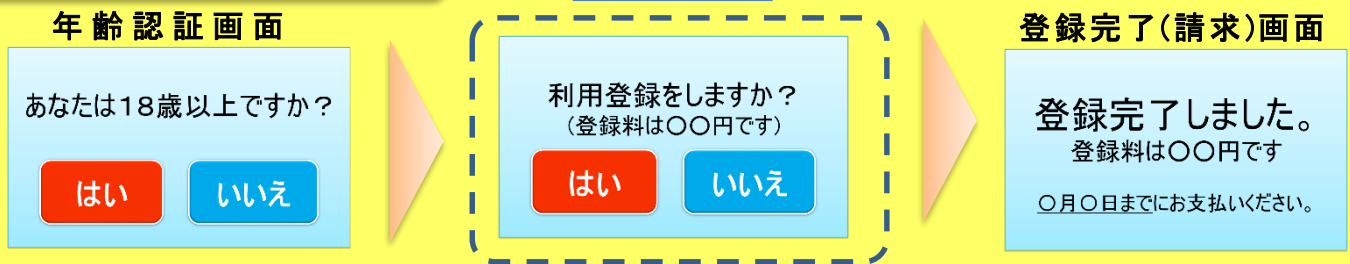 年齢認証画面
あなたは１８歳以上ですか？
はい
いいえ
利用登録をしますか？
（登録料は〇〇円です）
はい
いいえ
登録完了(請求)画面
登録完了しました。
登録料は〇〇円です
〇月〇日までにお支払いください。